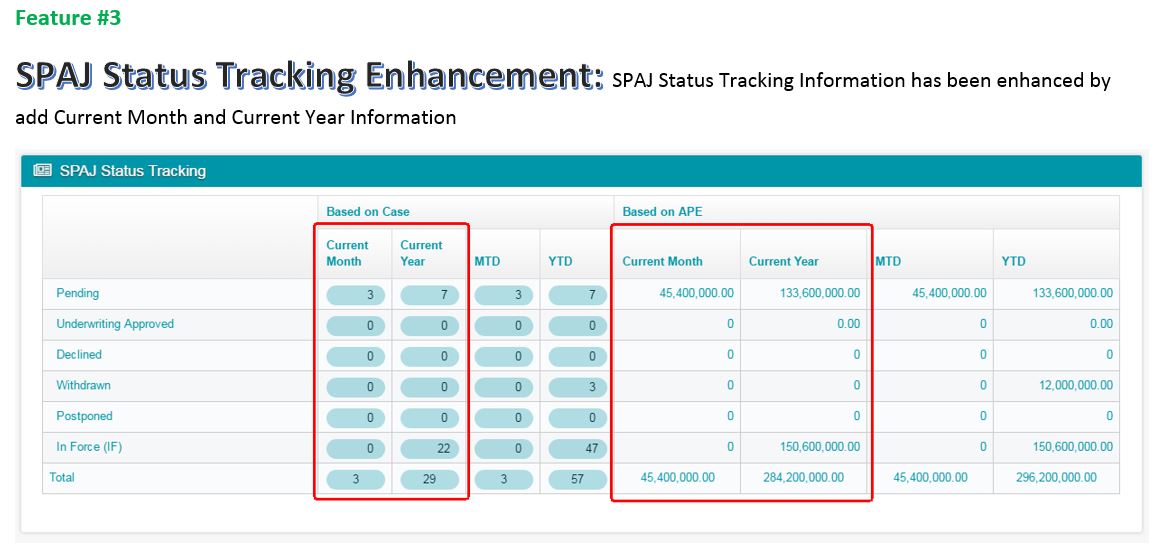 Feature #3
SPAJ Status Tracking Enhancement: SPAJ Status Tracking Information has been enhanced by
add Current Month and Current Year Information
SPAJ Status Tracking
Based on Case Based on APE
Current Month Current Year MTD YTD Current Month Current Year MTD YTD
Pending 3 7 3 7 45,400,000.00 133,600,000.00 45,400,000.00 133,600,000.00
Underwriting Approved 0 0 0 0 0 0.00 0 0.00
Declined 0 0 0 0 0 0 0 0
Withdrawn 0 0 0 3 0 0 0 12,000,000.00
Postponed 0 0 0 0 0 0 0 0
In Force (IF) 0 22 0 47 0 150,600,000.00 0 150,600,000.00
Total 3 29 3 57 45,400,000.00 284,200,000.00 45,400,000.00 296,200,000.00